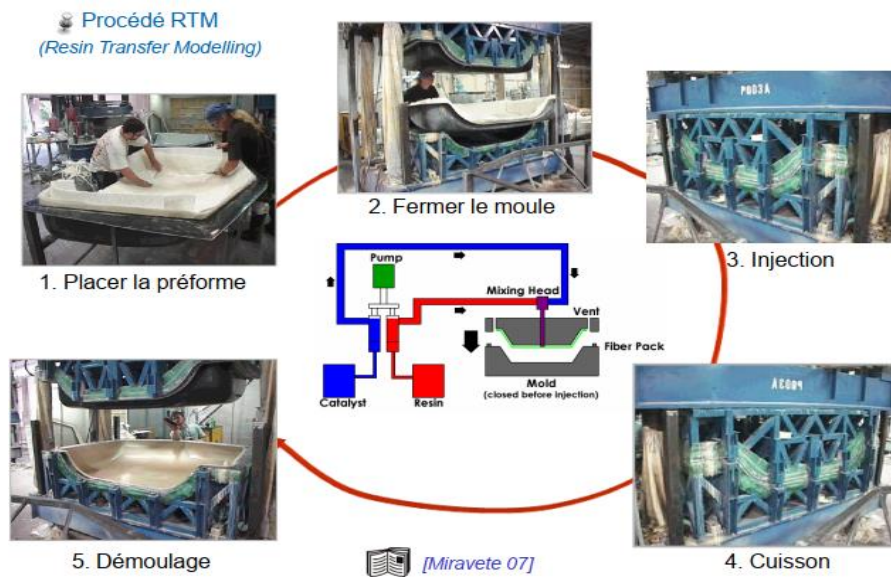 Procédé RTM
(Resin Transfer Modelling)
1. Placer la préforme
2. Fermer le moule
P003A
3. Injection
Pump
Mixing Head
Vent
Fiber Pack
Mold
(closed before injection)
Catalyst
Resin
5. Démoulage
4. Cuisson
[Miravete 07]